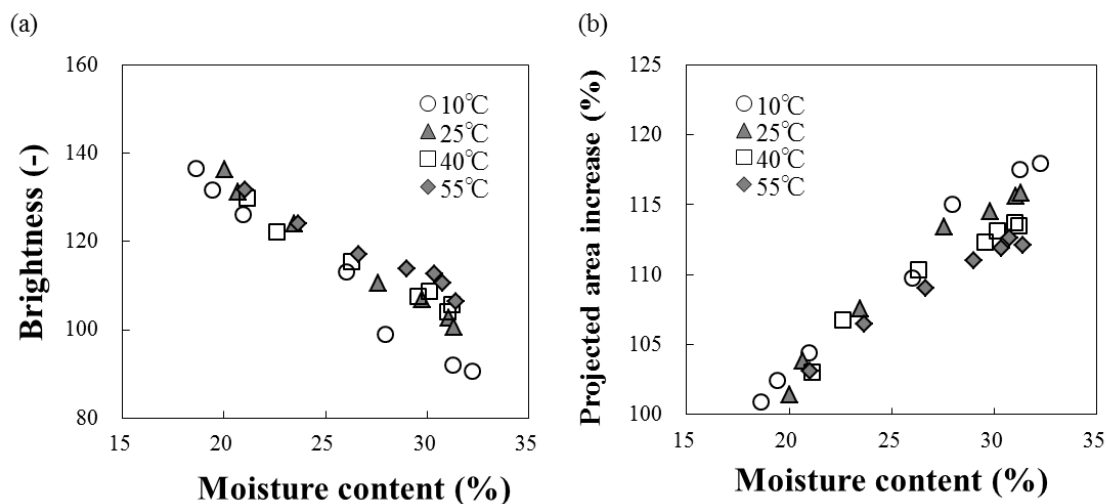 (a)
160
140
120
100
80
15 20 25 30 35
Brightness (-)
Moisture content (%)
10℃
25℃
40℃
55℃
(b)
125
120
115
110
105
100
15 20 25 30 35
Projected area increase (%)
Moisture content (%)
10℃
25℃
40℃
55℃